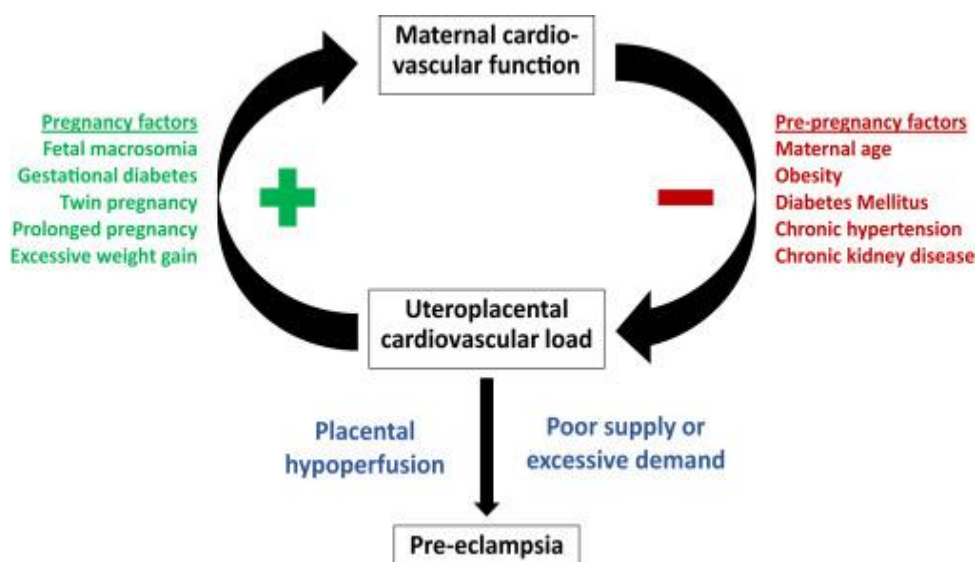 Maternal cardio-
vascular function
Pregnancy factors
Fetal macrosomia
Gestational diabetes
Twin pregnancy
Prolonged pregnancy
Excessive weight gain
Pre-pregnancy factors
Maternal age
Obesity
Diabetes Mellitus
Chronic hypertension
Chronic kidney disease
Uteroplacental
cardiovascular load
Placental
hypoperfusion
Poor supply or
excessive demand
Pre-eclampsia